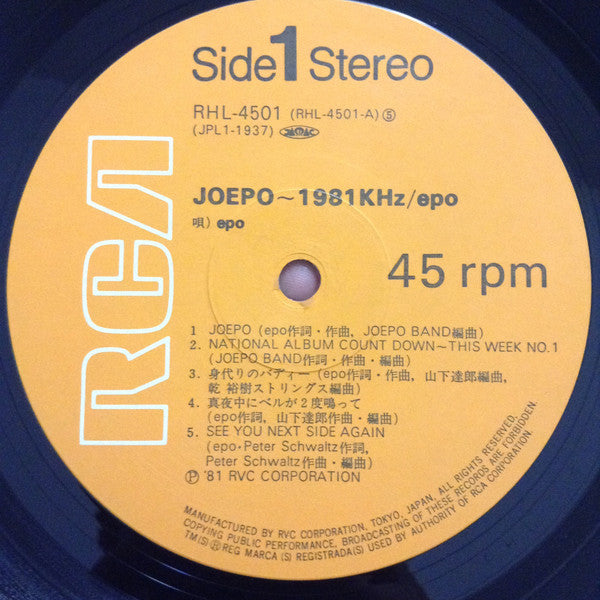 Side 1 Stereo
RHL-4501 (RHL-4501-A) ⑤
(JPL1-1937) JASRAC
RCA
JOEPO~1981KHz/epo
唄) epo
45 rpm
1 JOEPO (epo作詞・作曲, JOEPO BAND編曲)
2. NATIONAL ALBUM COUNT DOWN~THIS WEEK NO.1
(JOEPO BAND作詞・作曲・編曲)
3. 身代りのバディー (epo作詞・作曲, 山下達郎編曲,
乾 裕樹ストリングス編曲)
4. 真夜中にベルが2度鳴って
(epo作詞, 山下達郎作曲・編曲)
5. SEE YOU NEXT SIDE AGAIN
(epo・Peter Schwaltz作詞,
Peter Schwaltz作曲・編曲)
Ⓟ '81 RVC CORPORATION
MANUFACTURED BY RVC CORPORATION, TOKYO, JAPAN. ALL RIGHTS RESERVED.
COPYING PUBLIC PERFORMANCE, BROADCASTING OF THESE RECORDS ARE FORBIDDEN.
TM(S) Ⓡ REG MARCA(S) REGISTRADA(S) USED BY AUTHORITY OF RCA CORPORATION.